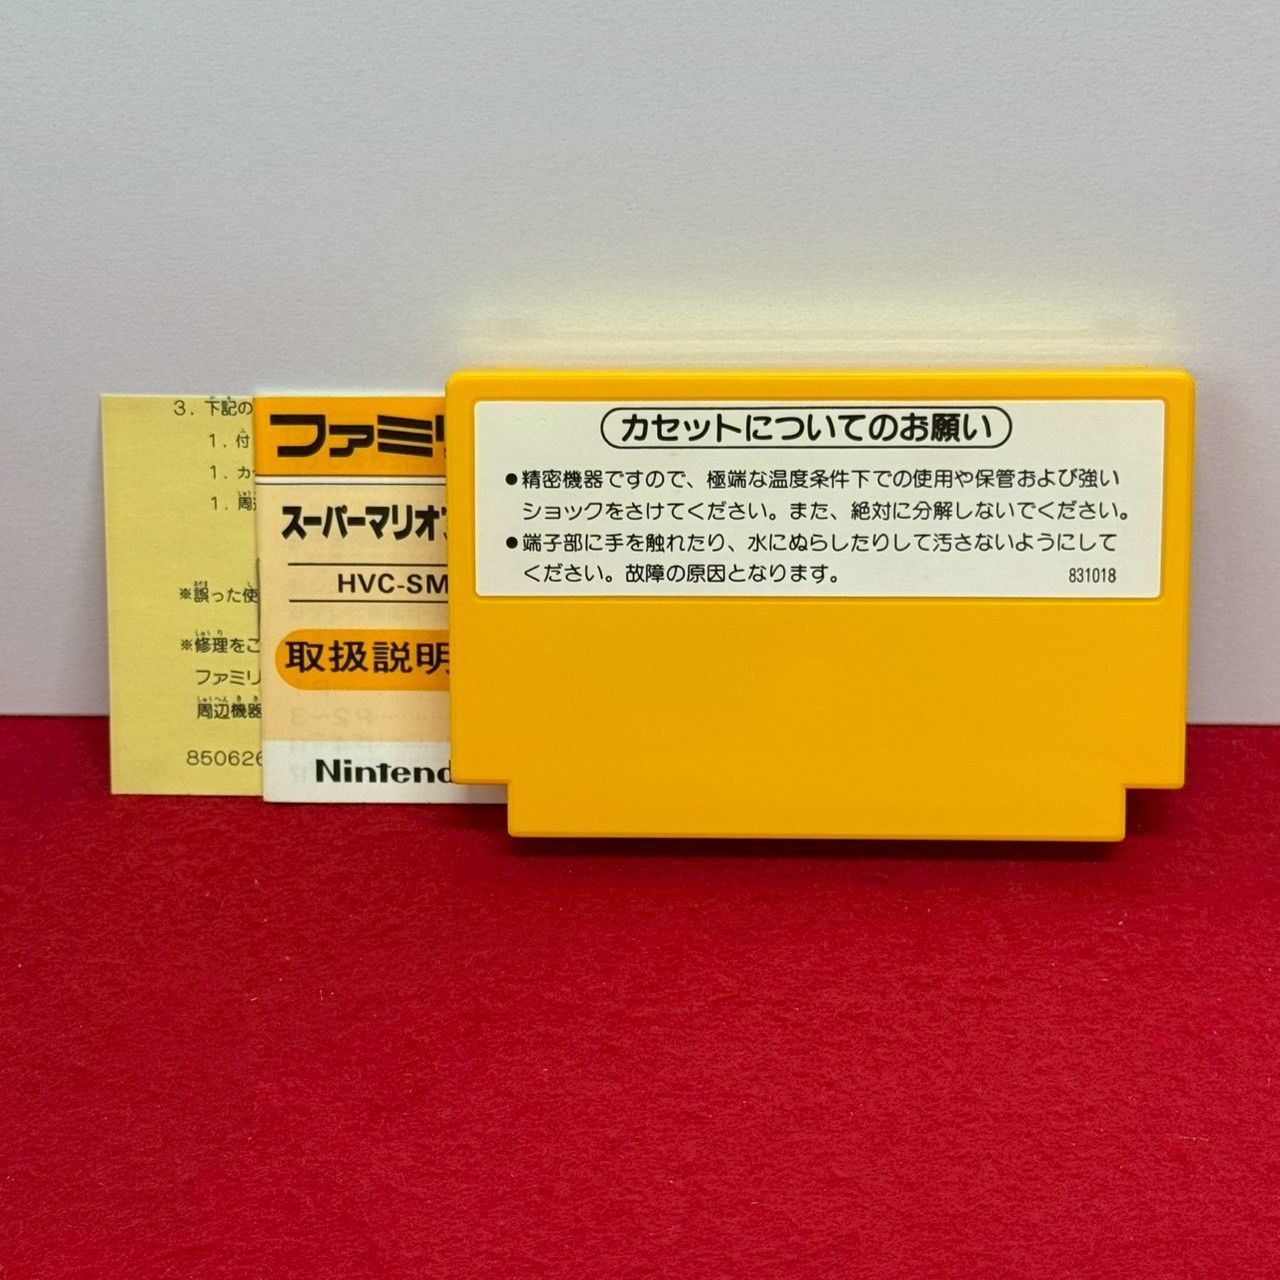 3. 下記の
1. 付
1. カ
1. 周
※誤った使
※修理をご
ファミリ
周辺機器
850626
ファミリ
スーパーマリオブ
HVC-SM
取扱説明
Nintend
カセットについてのお願い
●精密機器ですので、極端な温度条件下での使用や保管および強い
ショックをさけてください。また、絶対に分解しないでください。
●端子部に手を触れたり、水にぬらしたりして汚さないようにして
ください。故障の原因となります。
831018